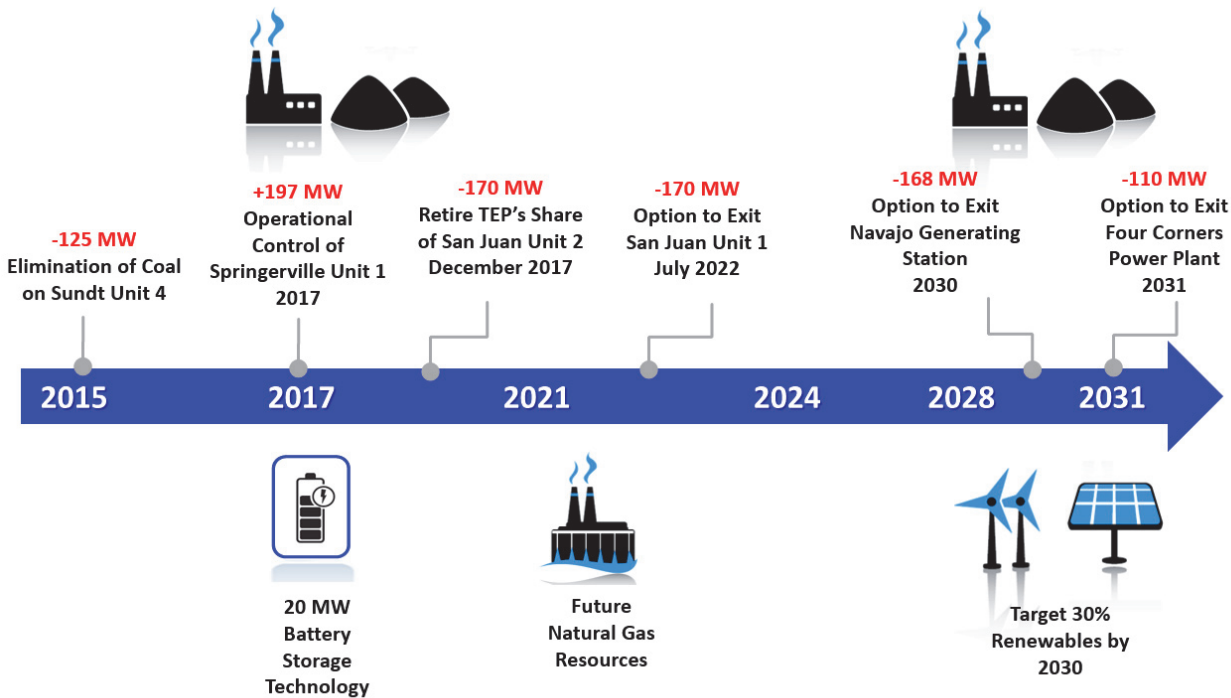 -125 MW
Elimination of Coal
on Sundt Unit 4
+197 MW
Operational
Control of
Springerville Unit 1
2017
-170 MW
Retire TEP’s Share
of San Juan Unit 2
December 2017
-170 MW
Option to Exit
San Juan Unit 1
July 2022
-168 MW
Option to Exit
Navajo Generating
Station
2030
-110 MW
Option to Exit
Four Corners
Power Plant
2031
2015
2017
2021
2024
2028
2031
20 MW
Battery
Storage
Technology
Future
Natural Gas
Resources
Target 30%
Renewables by
2030